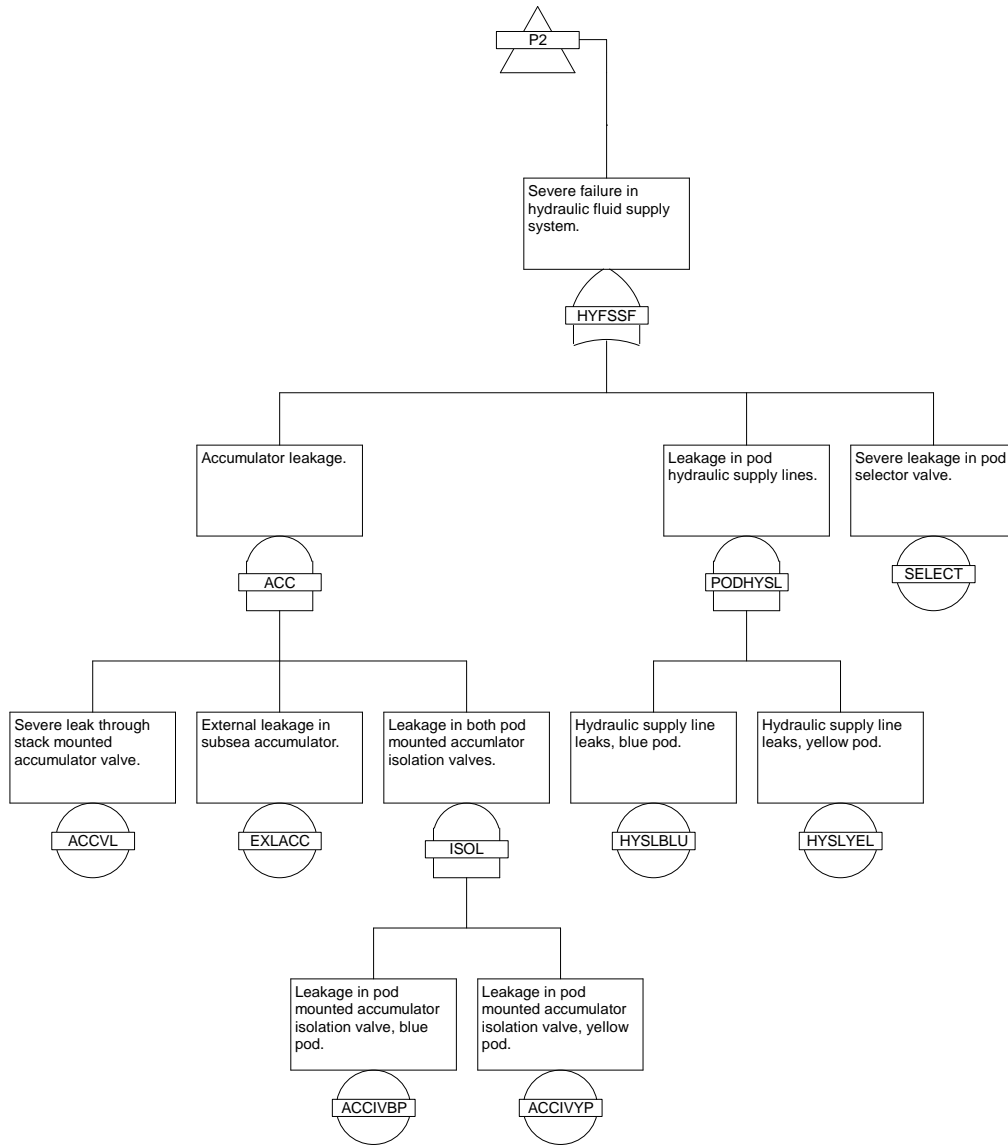 P2
Severe failure in
hydraulic fluid supply
system.
HYFSSF
Accumulator leakage.
ACC
Leakage in pod
hydraulic supply lines.
PODHYSL
Severe leakage in pod
selector valve.
SELECT
Severe leak through
stack mounted
accumulator valve.
ACCVL
External leakage in
subsea accumulator.
EXLACC
Leakage in both pod
mounted accumlator
isolation valves.
ISOL
Hydraulic supply line
leaks, blue pod.
HYSLBLU
Hydraulic supply line
leaks, yellow pod.
HYSLYEL
Leakage in pod
mounted accumulator
isolation valve, blue
pod.
ACCIVBP
Leakage in pod
mounted accumulator
isolation valve, yellow
pod.
ACCIVYP